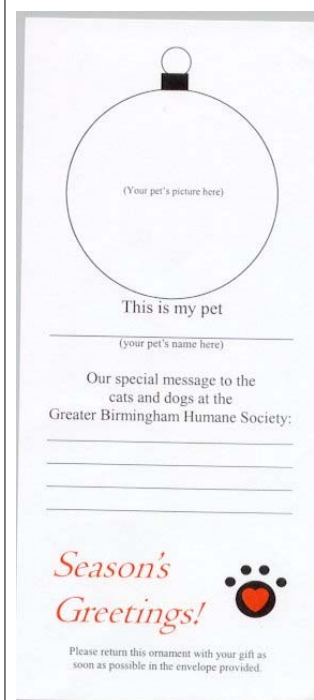 (Your pet's picture here)
This is my pet
(your pet's name here)
Our special message to the
cats and dogs at the
Greater Birmingham Humane Society:
Season's
Greetings!
Please return this ornament with your gift as
soon as possible in the envelope provided.